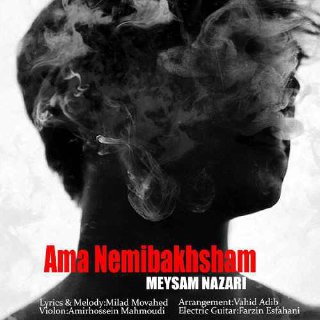 Ama Nemibakhsham
MEYSAM NAZARI
Lyrics & Melody:Milad Movahed Arrangement:Vahid Adib
Violon:Amirhossein Mahmoudi Electric Guitar:Farzin Esfahani